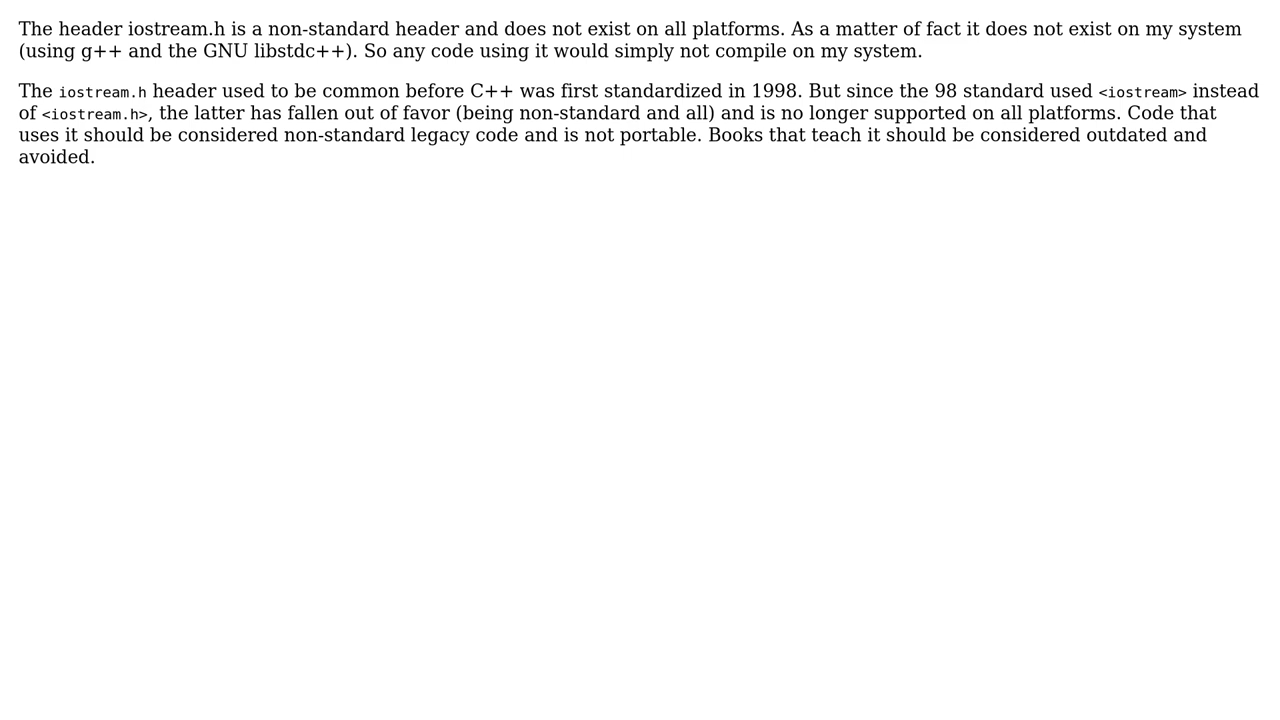 The header iostream.h is a non-standard header and does not exist on all platforms. As a matter of fact it does not exist on my system
(using g++ and the GNU libstdc++). So any code using it would simply not compile on my system.
The iostream.h header used to be common before C++ was first standardized in 1998. But since the 98 standard used <iostream> instead
of <iostream.h>, the latter has fallen out of favor (being non-standard and all) and is no longer supported on all platforms. Code that
uses it should be considered non-standard legacy code and is not portable. Books that teach it should be considered outdated and
avoided.